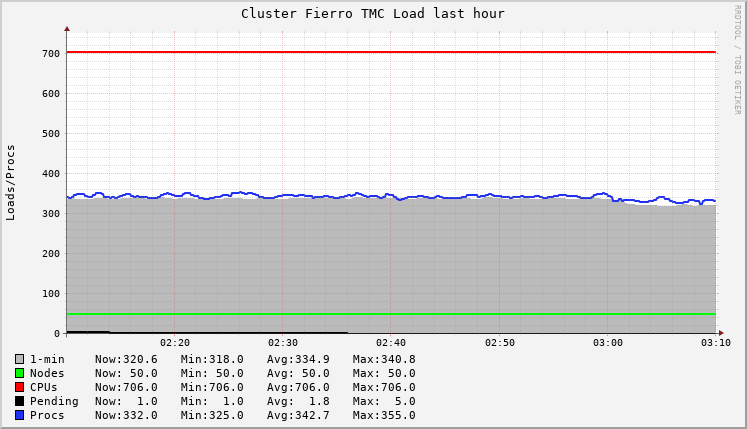 Cluster Fierro TMC Load last hour
RRDTOOL / TOBI OETIKER
Loads/Procs
700
600
500
400
300
200
100
0
02:20 02:30 02:40 02:50 03:00 03:10
1-min Now:320.6 Min:318.0 Avg:334.9 Max:340.8
Nodes Now: 50.0 Min: 50.0 Avg: 50.0 Max: 50.0
CPUs Now:706.0 Min:706.0 Avg:706.0 Max:706.0
Pending Now: 1.0 Min: 1.0 Avg: 1.8 Max: 5.0
Procs Now:332.0 Min:325.0 Avg:342.7 Max:355.0